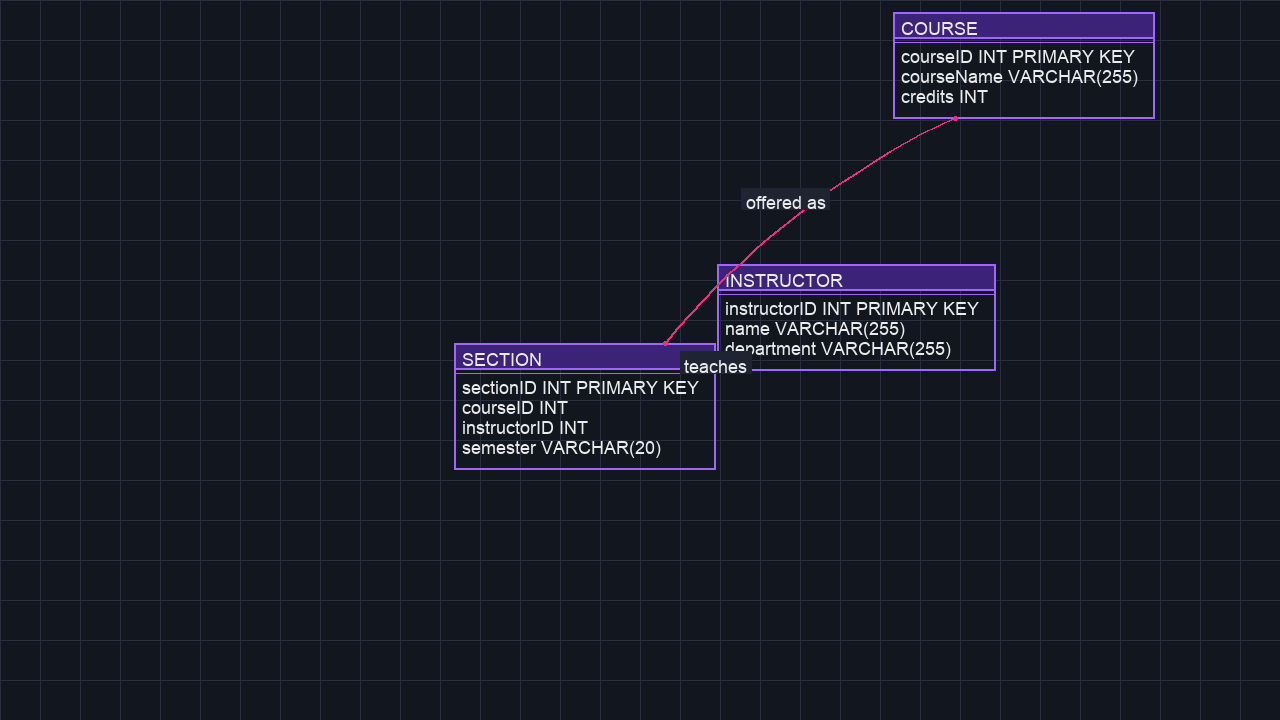 COURSE
courseID INT PRIMARY KEY
courseName VARCHAR(255)
credits INT
offered as
INSTRUCTOR
instructorID INT PRIMARY KEY
name VARCHAR(255)
department VARCHAR(255)
teaches
SECTION
sectionID INT PRIMARY KEY
courseID INT
instructorID INT
semester VARCHAR(20)